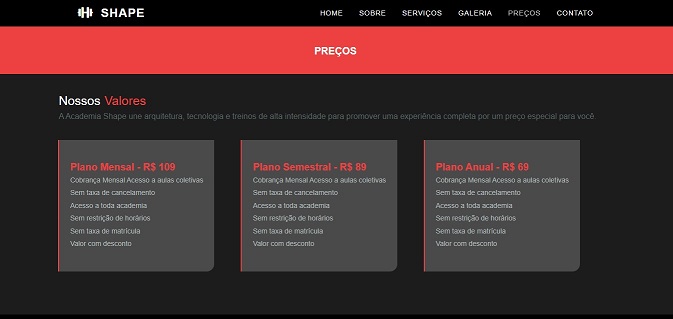 SHAPE
HOME SOBRE SERVIÇOS GALERIA PREÇOS CONTATO
PREÇOS
Nossos Valores
A Academia Shape une arquitetura, tecnologia e treinos de alta intensidade para promover uma experiência completa por um preço especial para você.
Plano Mensal - R$ 109
Cobrança Mensal Acesso a aulas coletivas
Sem taxa de cancelamento
Acesso a toda academia
Sem restrição de horários
Sem taxa de matrícula
Valor com desconto
Plano Semestral - R$ 89
Cobrança Mensal Acesso a aulas coletivas
Sem taxa de cancelamento
Acesso a toda academia
Sem restrição de horários
Sem taxa de matrícula
Valor com desconto
Plano Anual - R$ 69
Cobrança Mensal Acesso a aulas coletivas
Sem taxa de cancelamento
Acesso a toda academia
Sem restrição de horários
Sem taxa de matrícula
Valor com desconto